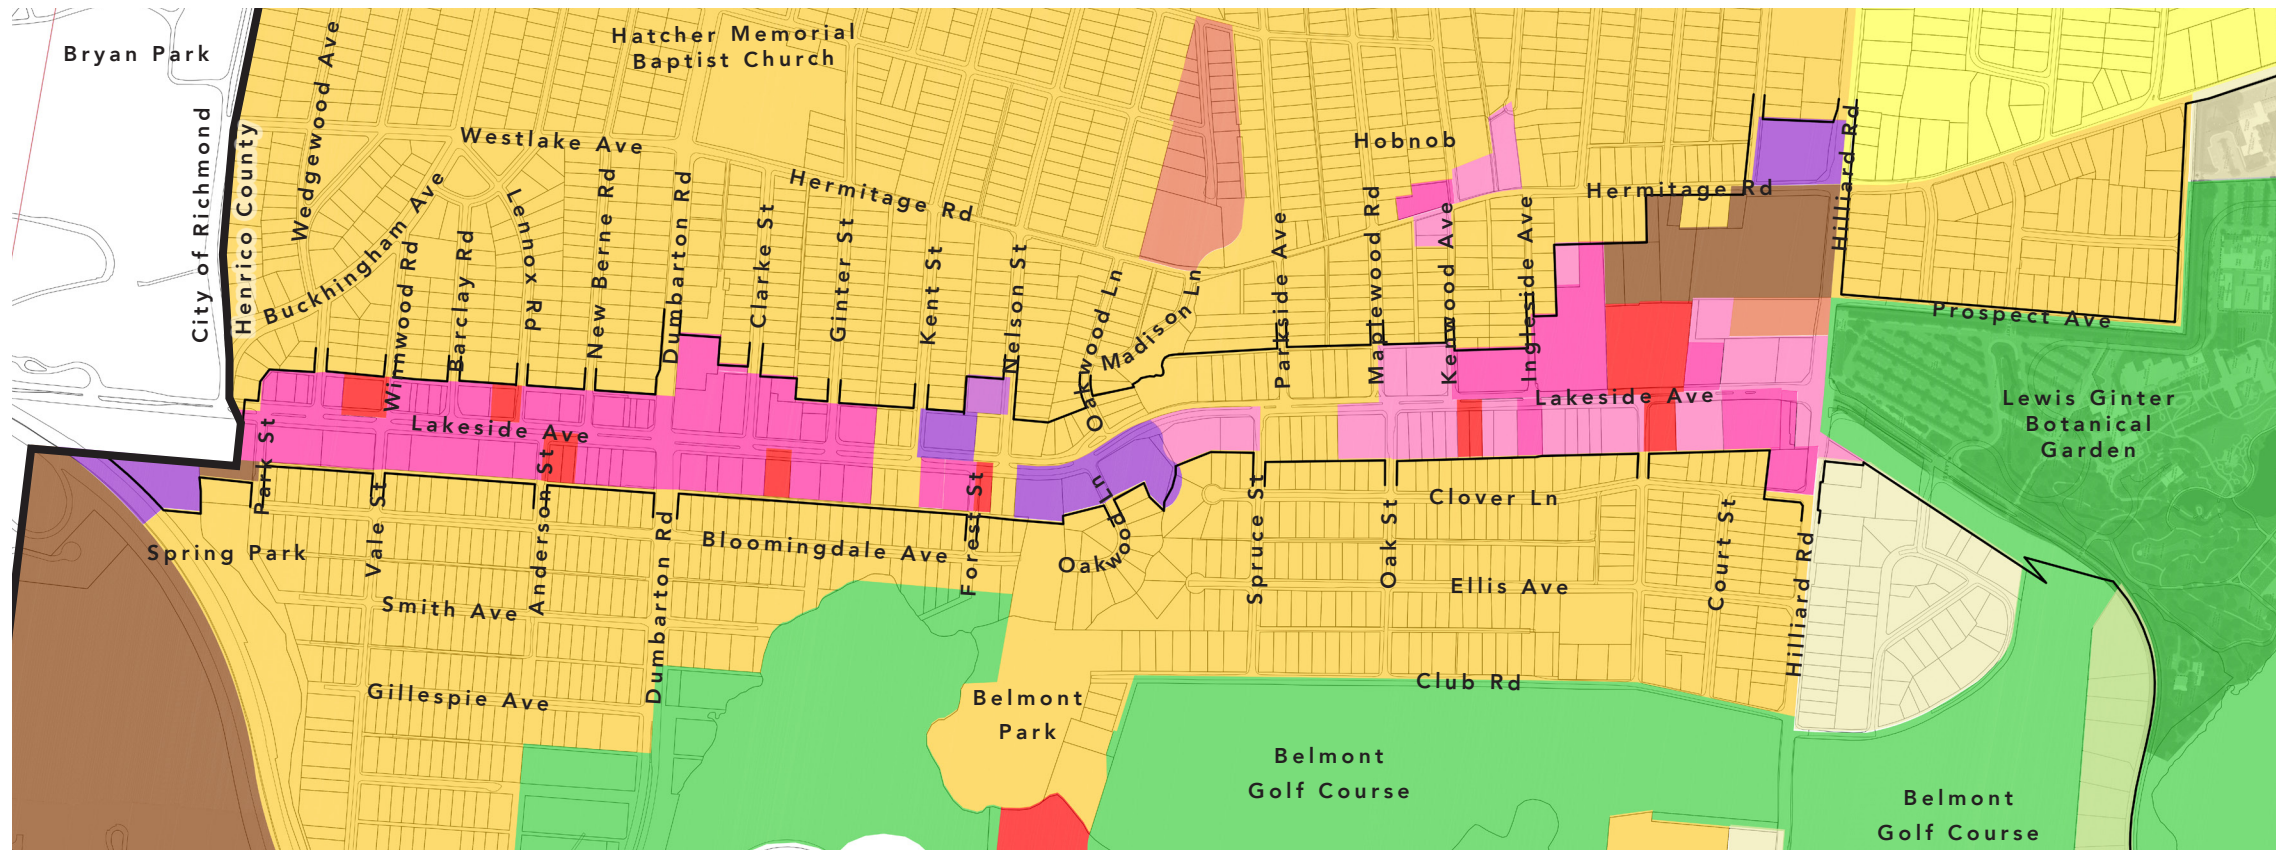 Bryan Park
Hatcher Memorial
Baptist Church
Wedgewood Ave
City of Richmond
Henrico County
Westlake Ave
Buckhingham Ave
Lennox Rd
New Berne Rd
Dumbarton Rd
Hermitage Rd
Winnwood Rd
Barclay Rd
Clarke St
Ginter St
Kent St
Nelson St
Oakwood Ln
Madison Ln
Parkside Ave
Maplewood Rd
Hobnob
Kenwood Ave
Ingleside Ave
Hermitage Rd
Hilliard Rd
Prospect Ave
Lakeside Ave
Lakeside Ave
Lewis Ginter
Botanical
Garden
Park St
Vale St
Anderson St
Dumbarton Rd
Forest St
Oakwood Ln
Spruce St
Oak St
Clover Ln
Court St
Hilliard Rd
Spring Park
Bloomingdale Ave
Ellis Ave
Smith Ave
Gillespie Ave
Club Rd
Belmont
Park
Belmont
Golf Course
Belmont
Golf Course